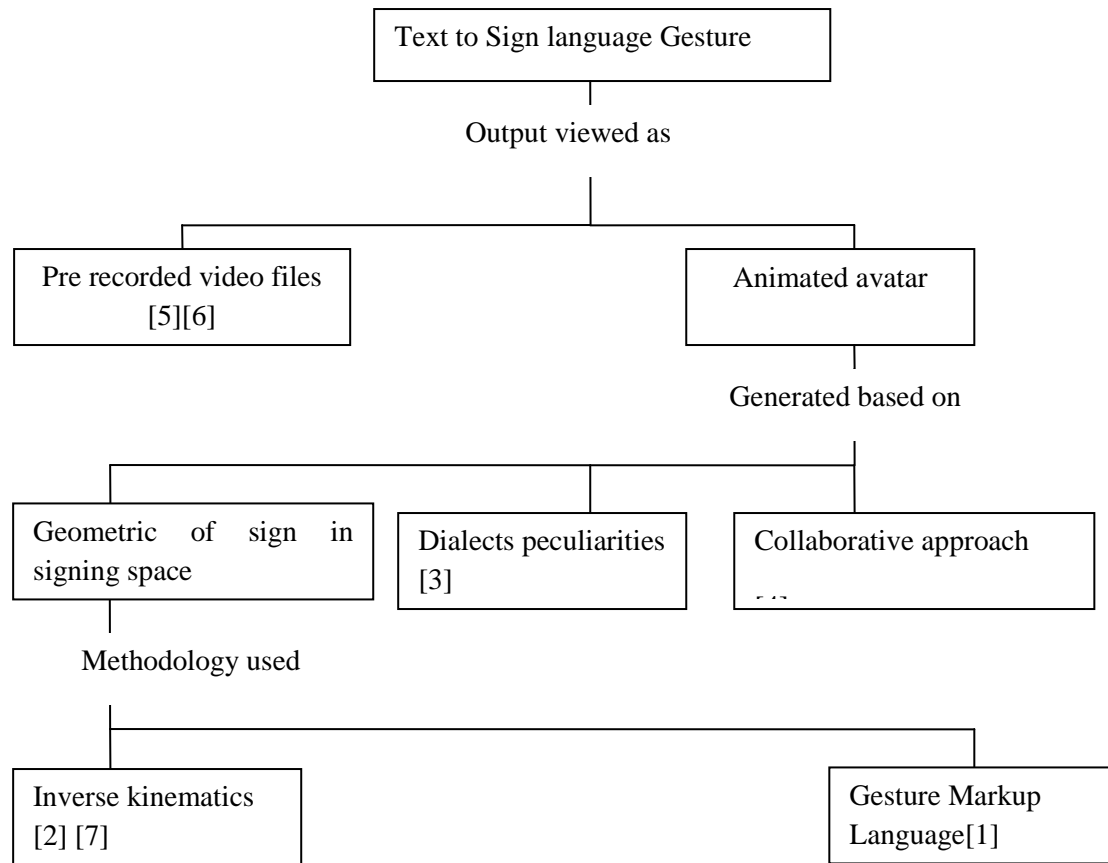 Text to Sign language Gesture
Output viewed as
Pre recorded video files
[5][6]
Animated avatar
Generated based on
Geometric of sign in
signing space
Dialects peculiarities
[3]
Collaborative approach
Methodology used
Inverse kinematics
[2] [7]
Gesture Markup
Language[1]